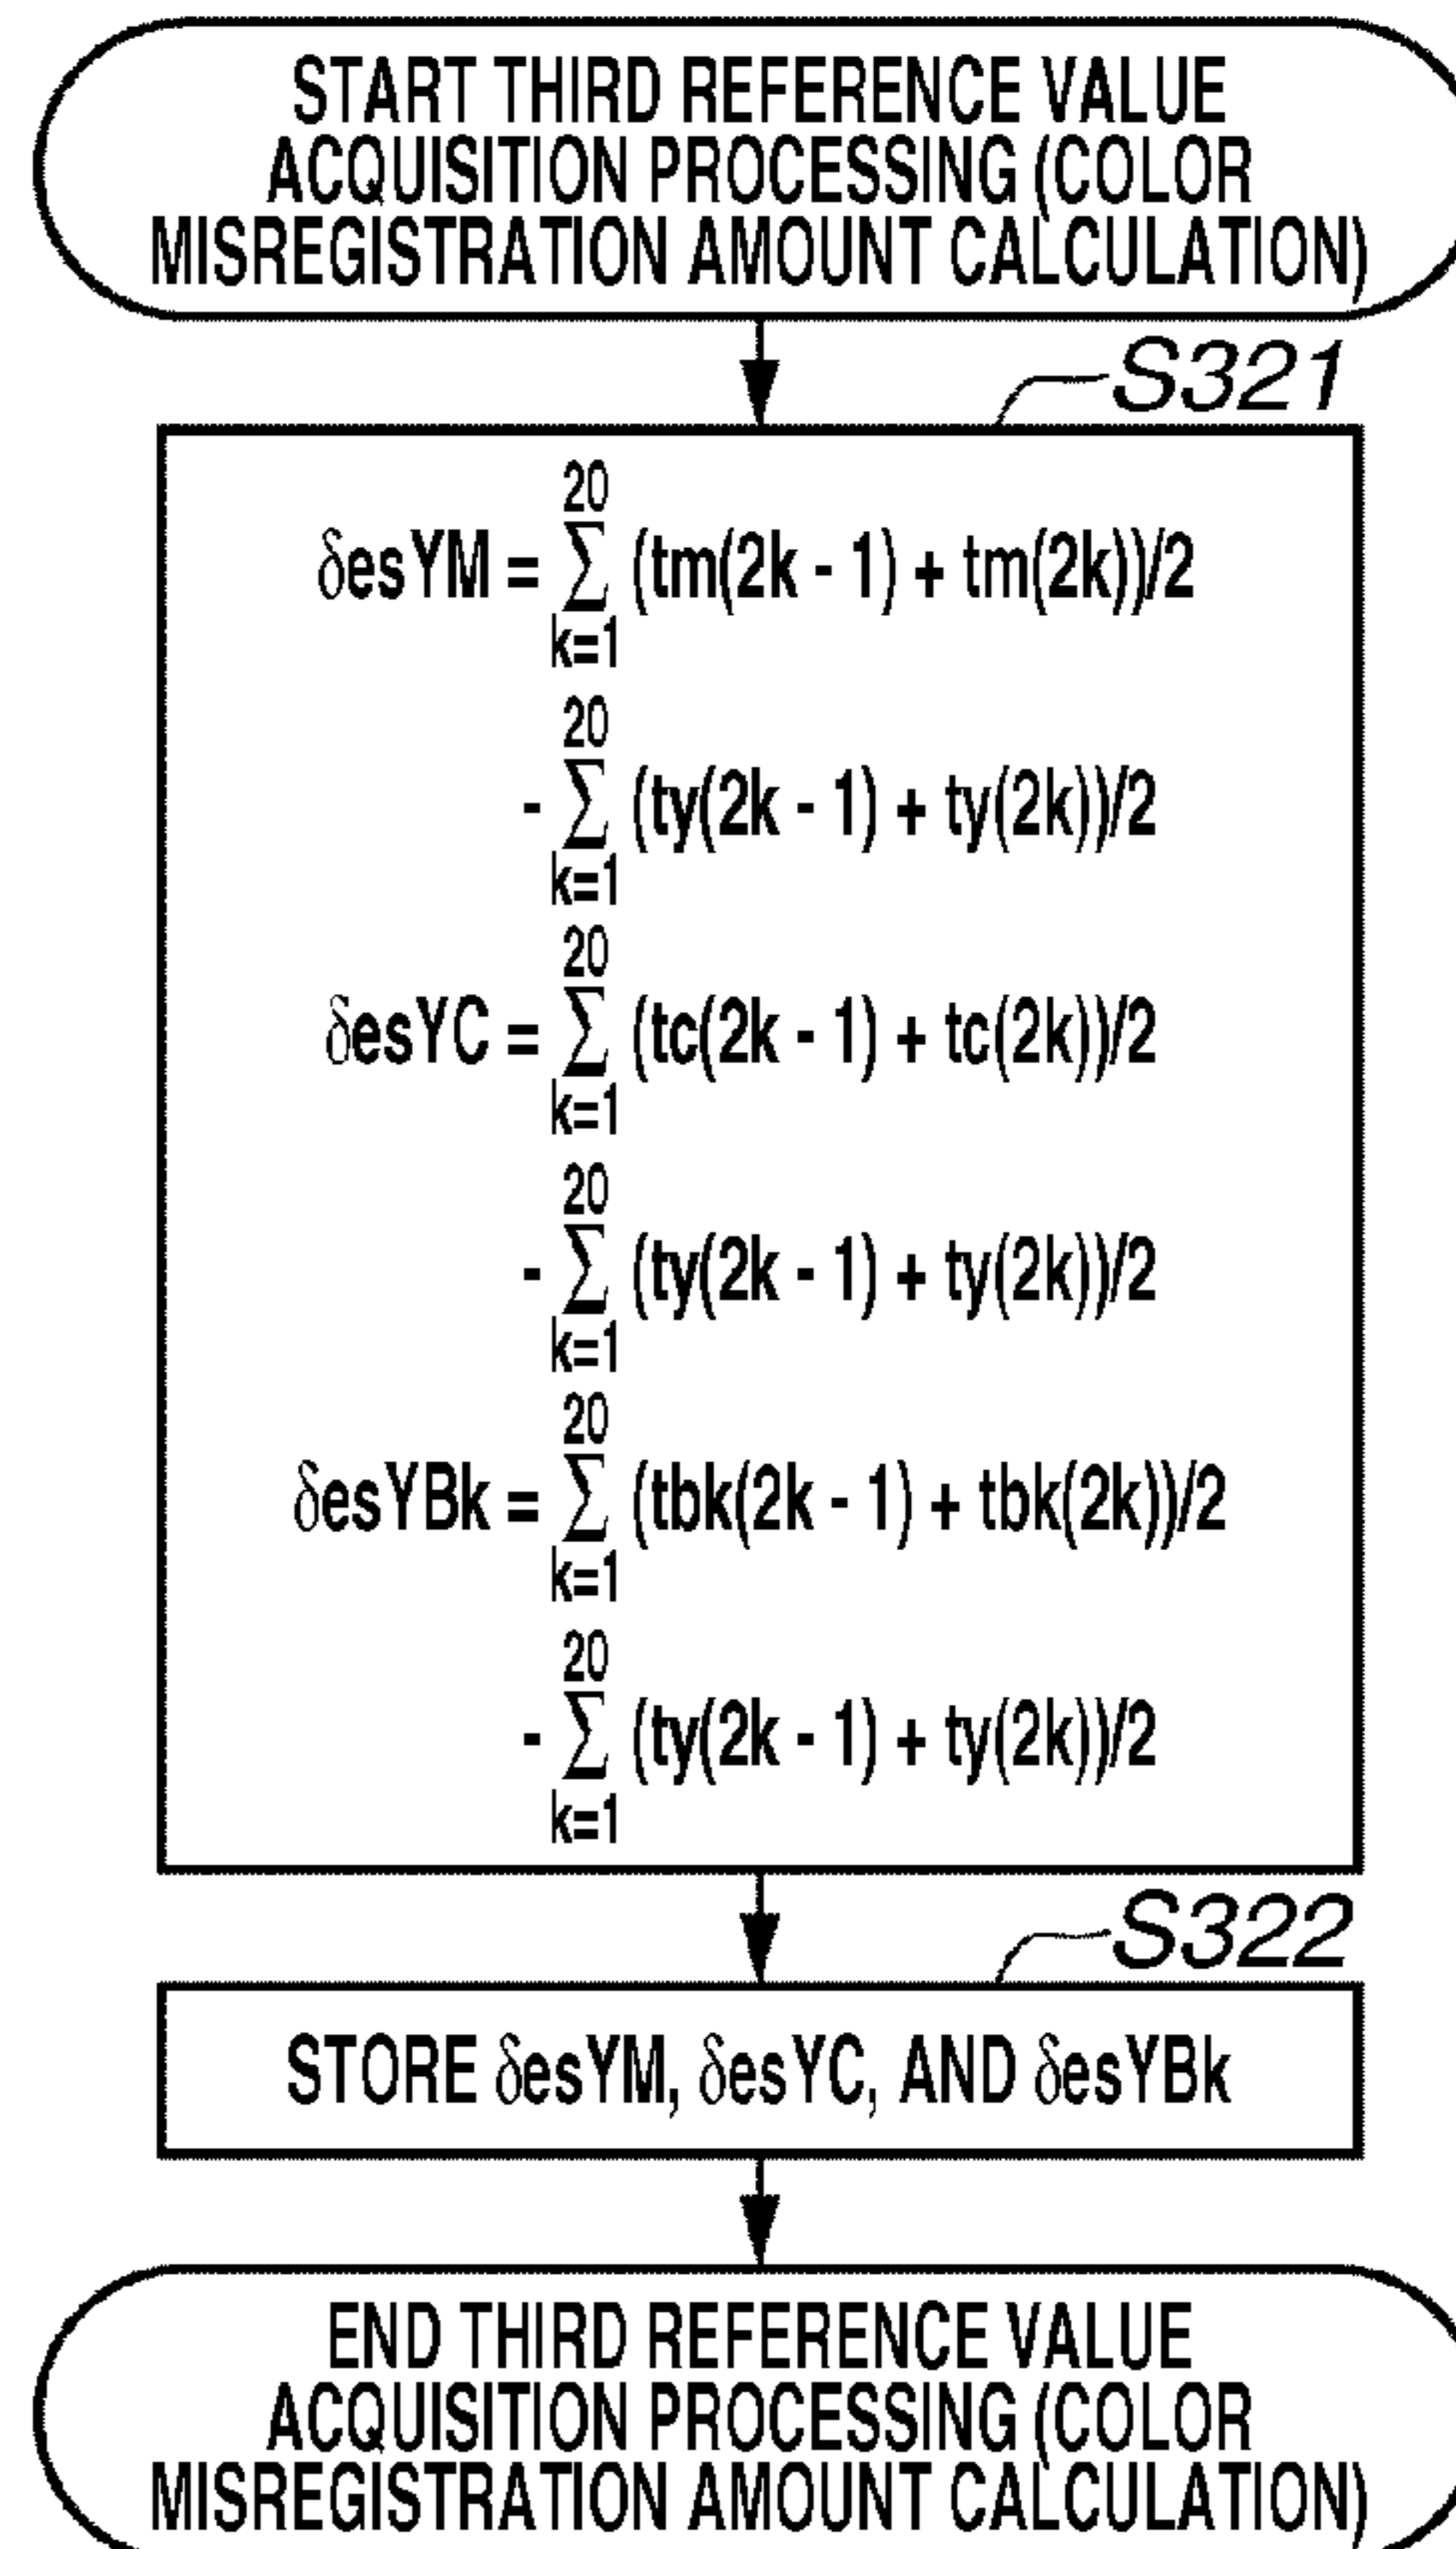 START THIRD REFERENCE VALUE
ACQUISITION PROCESSING (COLOR
MISREGISTRATION AMOUNT CALCULATION)
S321
20
δesYM = Σ (tm(2k - 1) + tm(2k))/2
k=1
20
- Σ (ty(2k - 1) + ty(2k))/2
k=1
20
δesYC = Σ (tc(2k - 1) + tc(2k))/2
k=1
20
- Σ (ty(2k - 1) + ty(2k))/2
k=1
20
δesYBk = Σ (tbk(2k - 1) + tbk(2k))/2
k=1
20
- Σ (ty(2k - 1) + ty(2k))/2
k=1
S322
STORE δesYM, δesYC, AND δesYBk
END THIRD REFERENCE VALUE
ACQUISITION PROCESSING (COLOR
MISREGISTRATION AMOUNT CALCULATION)